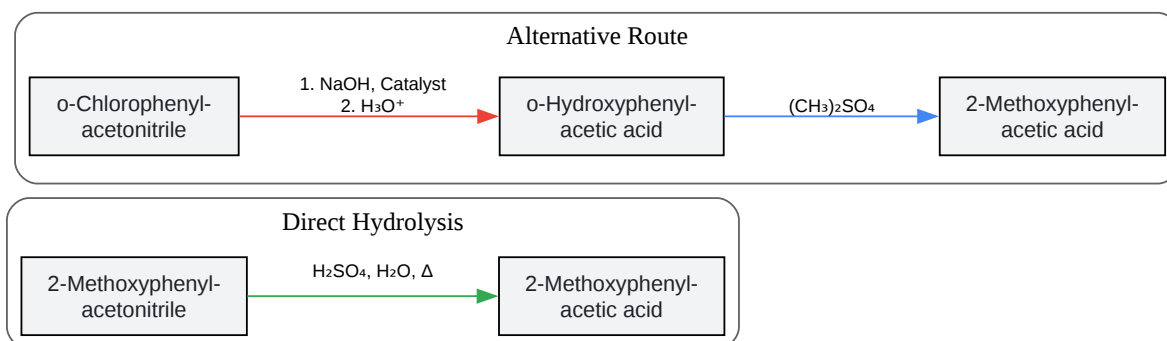 Alternative Route
o-Chlorophenyl-
acetonitrile
1. NaOH, Catalyst
2. H₃O⁺
o-Hydroxyphenyl-
acetic acid
(CH₃)₂SO₄
2-Methoxyphenyl-
acetic acid
Direct Hydrolysis
2-Methoxyphenyl-
acetonitrile
H₂SO₄, H₂O, Δ
2-Methoxyphenyl-
acetic acid